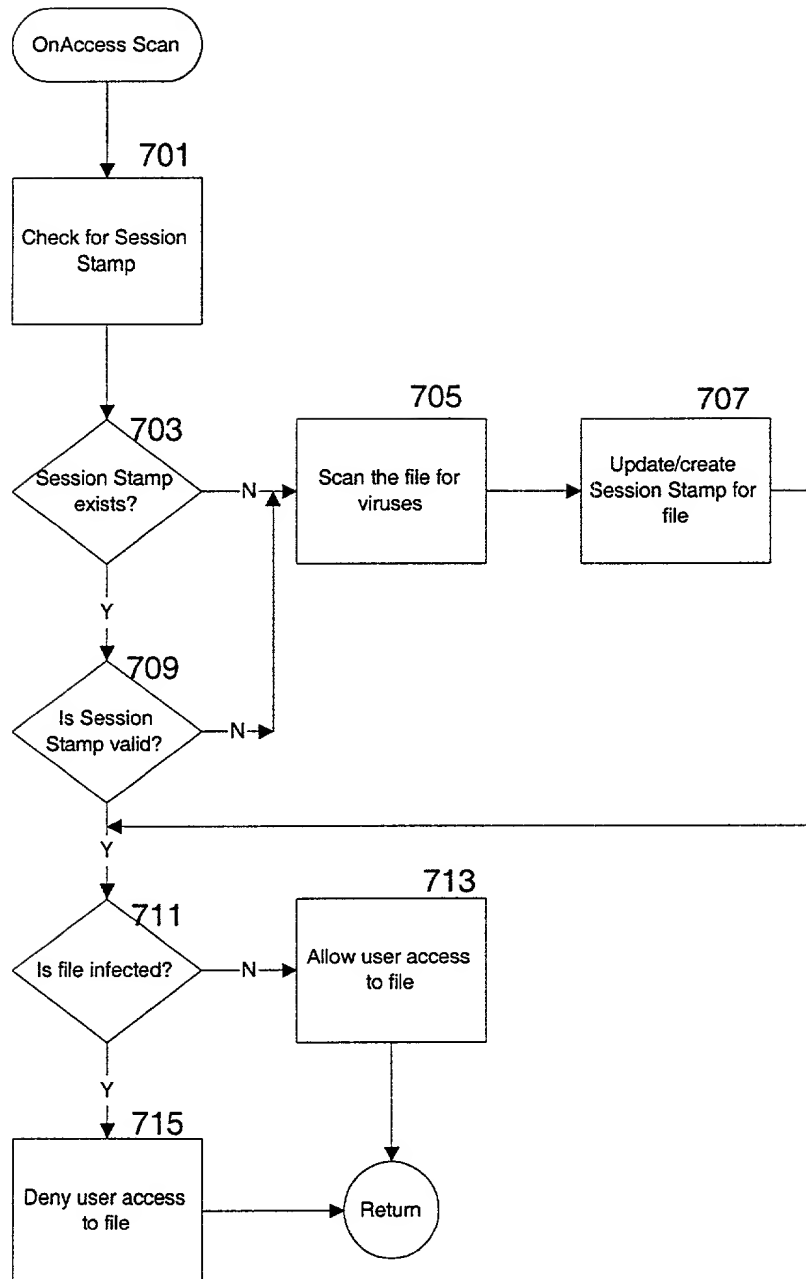 OnAccess Scan
701
Check for Session
Stamp
703
Session Stamp
exists?
N
705
Scan the file for
viruses
707
Update/create
Session Stamp for
file
Y
709
Is Session
Stamp valid?
N
Y
711
Is file infected?
N
713
Allow user access
to file
Y
715
Deny user access
to file
Return